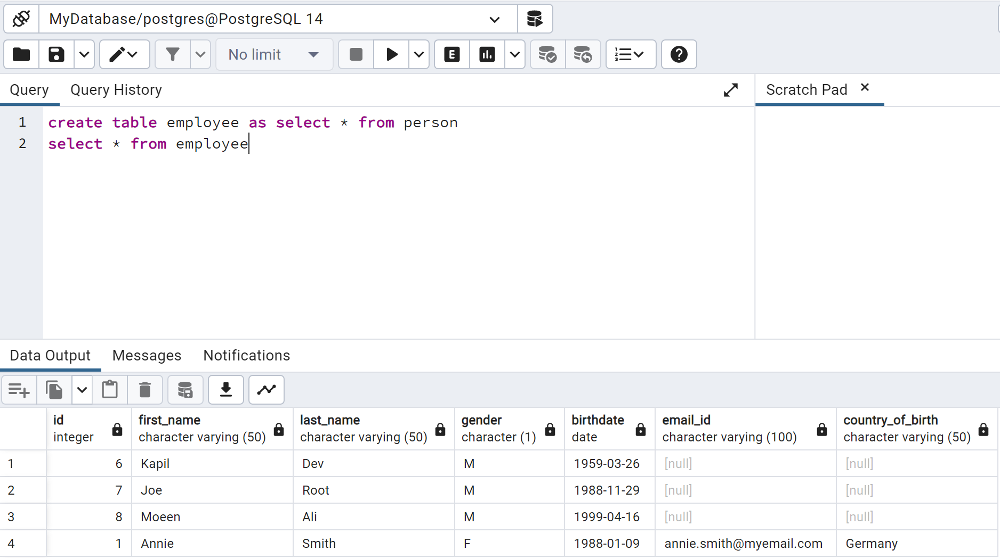 MyDatabase/postgres@PostgreSQL 14
No limit E
Query Query History Scratch Pad
1 create table employee as select * from person
2 select * from employee
Data Output Messages Notifications
id first_name last_name gender birthdate email_id country_of_birth
integer character varying (50) character varying (50) character (1) date character varying (100) character varying (50)
1 6 Kapil Dev M 1959-03-26 [null] [null]
2 7 Joe Root M 1988-11-29 [null] [null]
3 8 Moeen Ali M 1999-04-16 [null] [null]
4 1 Annie Smith F 1988-01-09 annie.smith@myemail.com Germany